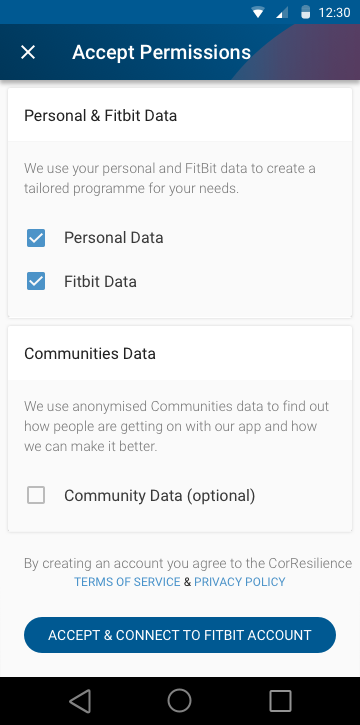 12:30
Accept Permissions
Personal & Fitbit Data
We use your personal and FitBit data to create a
tailored programme for your needs.
Personal Data
Fitbit Data
Communities Data
We use anonymised Communities data to find out
how people are getting on with our app and how
we can make it better.
Community Data (optional)
By creating an account you agree to the CorResilience
TERMS OF SERVICE & PRIVACY POLICY
ACCEPT & CONNECT TO FITBIT ACCOUNT